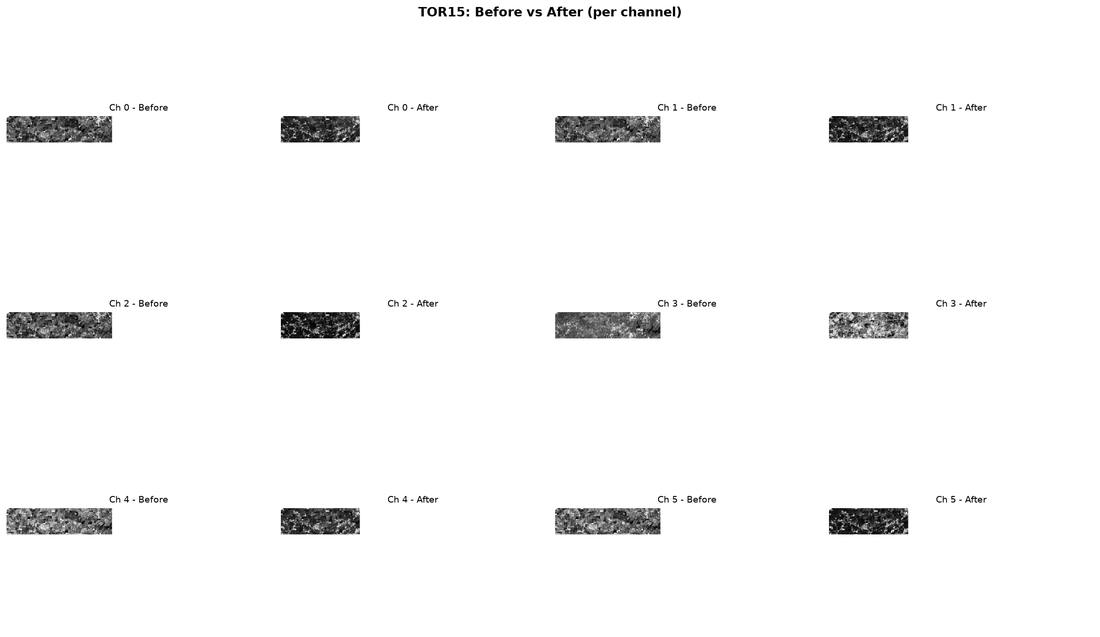 TOR15: Before vs After (per channel)
Ch 0 - Before
Ch 0 - After
Ch 1 - Before
Ch 1 - After
Ch 2 - Before
Ch 2 - After
Ch 3 - Before
Ch 3 - After
Ch 4 - Before
Ch 4 - After
Ch 5 - Before
Ch 5 - After